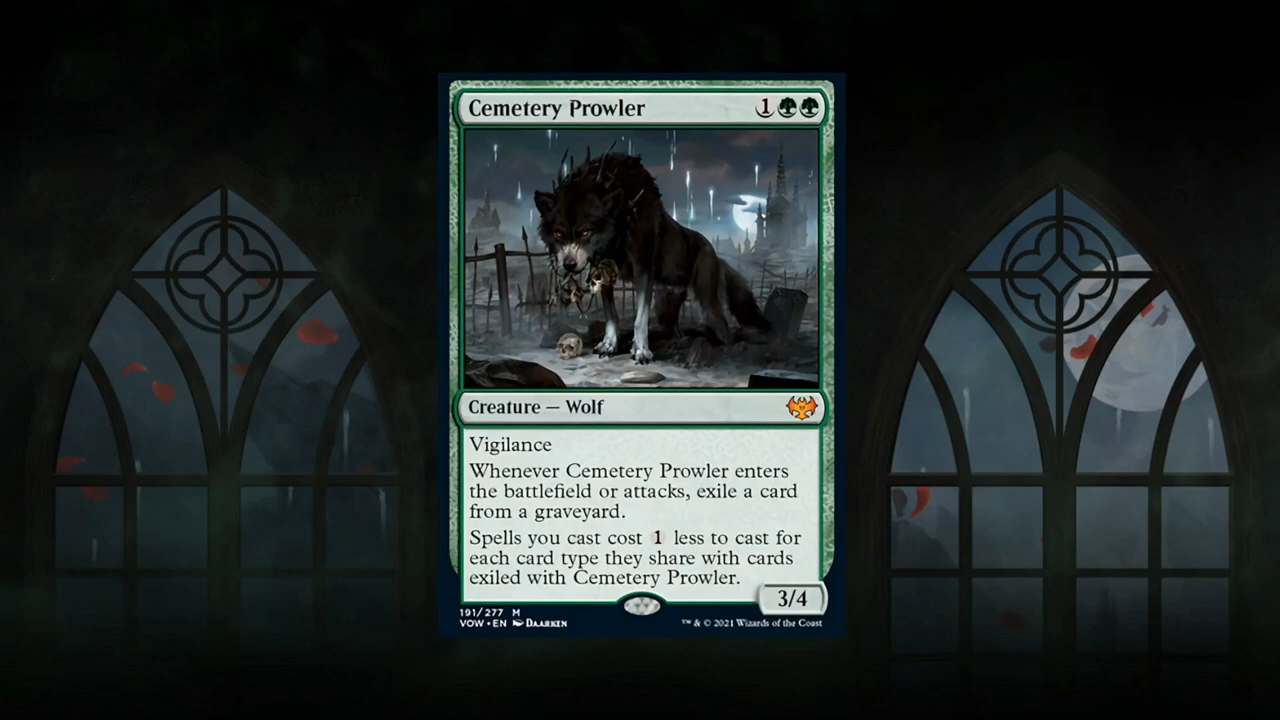 Cemetery Prowler 1
Creature — Wolf
Vigilance
Whenever Cemetery Prowler enters
the battlefield or attacks, exile a card
from a graveyard.
Spells you cast cost 1 less to cast for
each card type they share with cards
exiled with Cemetery Prowler.
3/4
191/277 M
VOW • EN DAARKEN
™ & © 2021 Wizards of the Coast